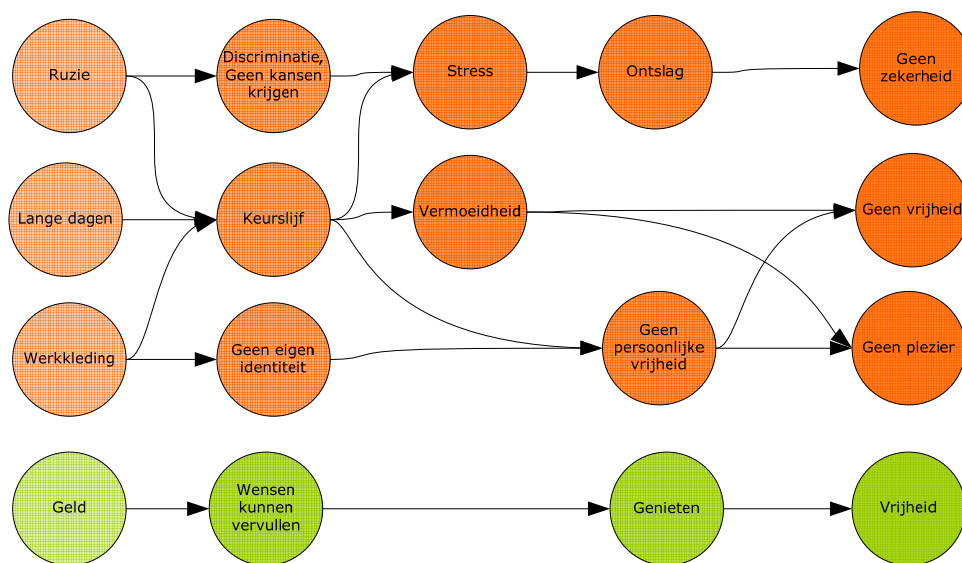 Ruzie
Discriminatie,
Geen kansen
krijgen
Stress
Ontslag
Geen
zekerheid
Lange dagen
Keurslijf
Vermoeidheid
Geen vrijheid
Werkkleding
Geen eigen
identiteit
Geen
persoonlijke
vrijheid
Geen plezier
Geld
Wensen
kunnen
vervullen
Genieten
Vrijheid